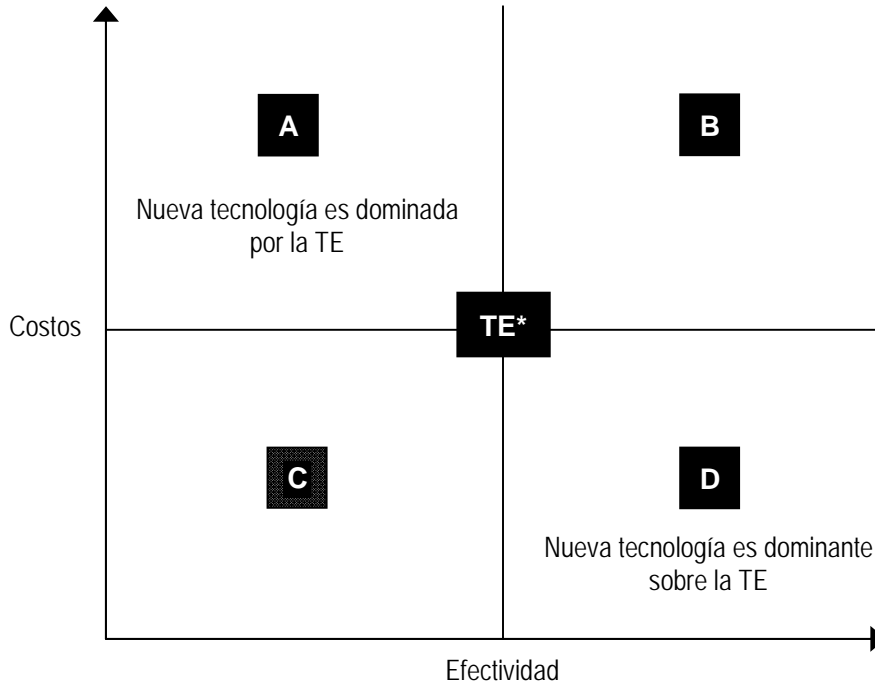 A
B
Nueva tecnología es dominada
por la TE
Costos
TE*
C
D
Nueva tecnología es dominante
sobre la TE
Efectividad